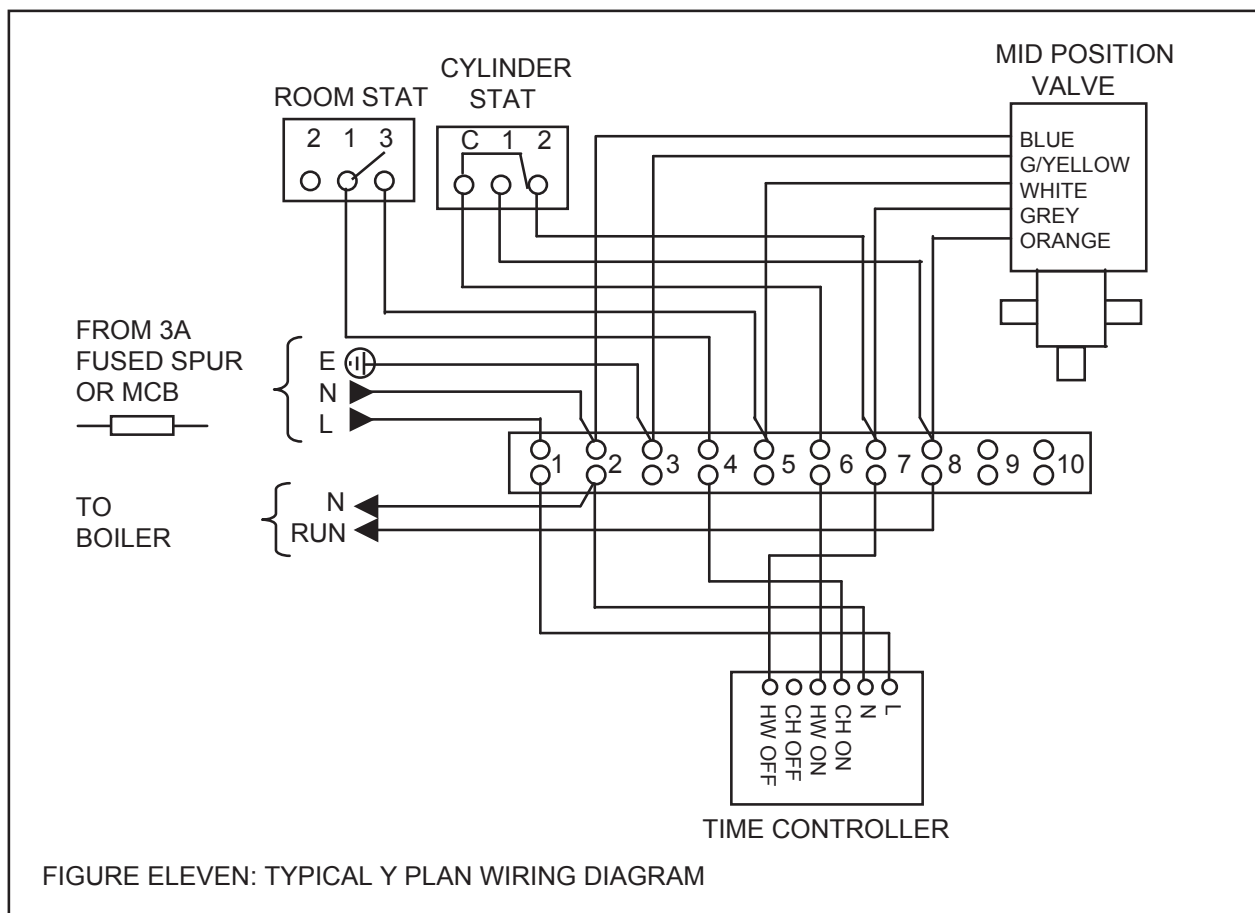 MID POSITION
VALVE
CYLINDER
STAT
ROOM STAT
2 1 3
C 1 2
BLUE
G/YELLOW
WHITE
GREY
ORANGE
FROM 3A
FUSED SPUR
OR MCB
E
N
L
1 2 3 4 5 6 7 8 9 10
TO
BOILER
N
RUN
HW OFF
CH OFF
HW ON
CH ON
N
L
TIME CONTROLLER
FIGURE ELEVEN: TYPICAL Y PLAN WIRING DIAGRAM